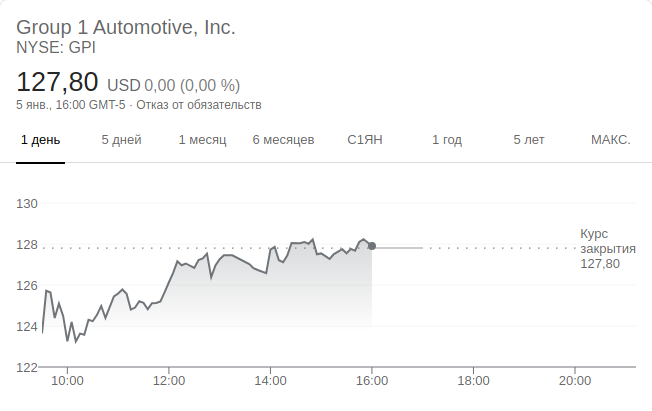 Group 1 Automotive, Inc.
NYSE: GPI
127,80 USD 0,00 (0,00 %)
5 янв., 16:00 GMT-5 · Отказ от обязательств
1 день 5 дней 1 месяц 6 месяцев С1ЯН 1 год 5 лет МАКС.
130
128
126
124
122
Курс
закрытия
127,80
10:00 12:00 14:00 16:00 18:00 20:00